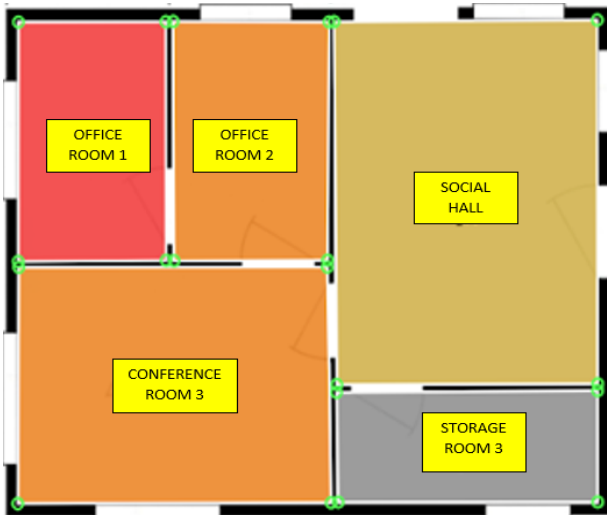 OFFICE
ROOM 1
OFFICE
ROOM 2
SOCIAL
HALL
CONFERENCE
ROOM 3
STORAGE
ROOM 3